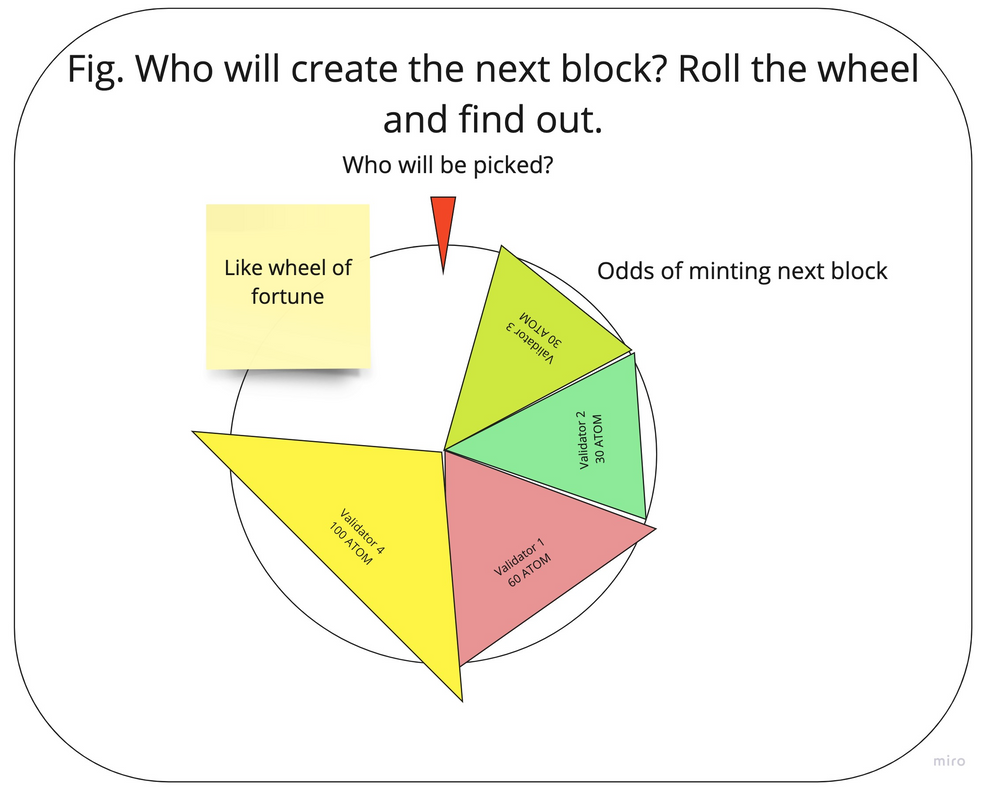 Fig. Who will create the next block? Roll the wheel
and find out.
Who will be picked?
Like wheel of
fortune
Odds of minting next block
Validator 3
30 ATOM
Validator 2
30 ATOM
Validator 4
100 ATOM
Validator 1
60 ATOM
miro